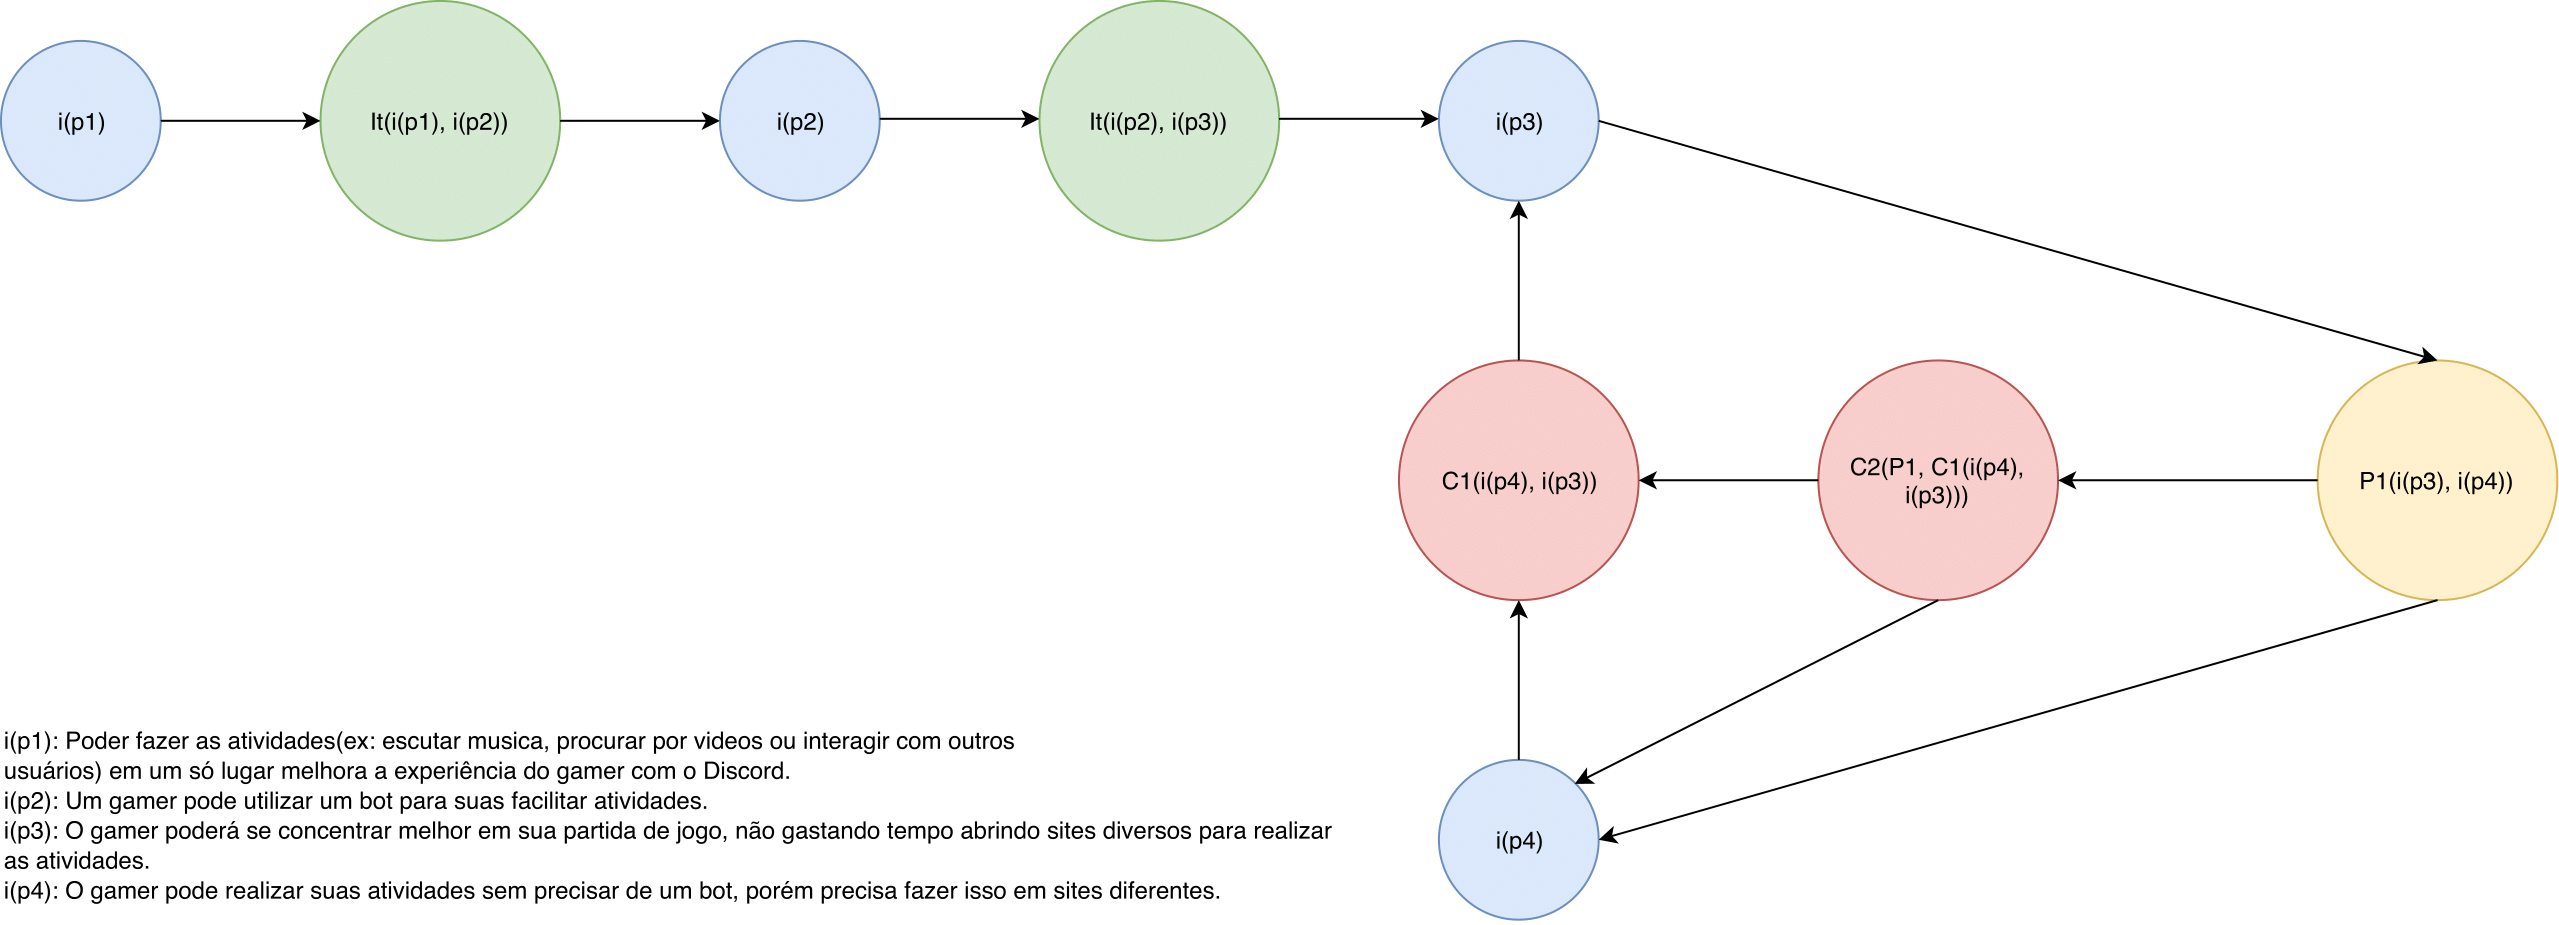 i(p1)
It(i(p1), i(p2))
i(p2)
It(i(p2), i(p3))
i(p3)
C1(i(p4), i(p3))
C2(P1, C1(i(p4),
i(p3)))
P1(i(p3), i(p4))
i(p4)
i(p1): Poder fazer as atividades(ex: escutar musica, procurar por videos ou interagir com outros
usuários) em um só lugar melhora a experiência do gamer com o Discord.
i(p2): Um gamer pode utilizar um bot para suas facilitar atividades.
i(p3): O gamer poderá se concentrar melhor em sua partida de jogo, não gastando tempo abrindo sites diversos para realizar
as atividades.
i(p4): O gamer pode realizar suas atividades sem precisar de um bot, porém precisa fazer isso em sites diferentes.